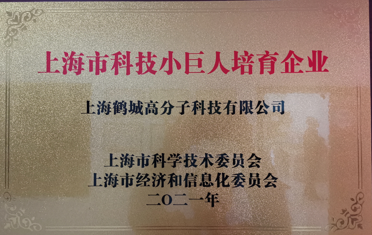 上海市科技小巨人培育企业
上海鹤城高分子科技有限公司
上海市科学技术委员会
上海市经济和信息化委员会
二〇二一年